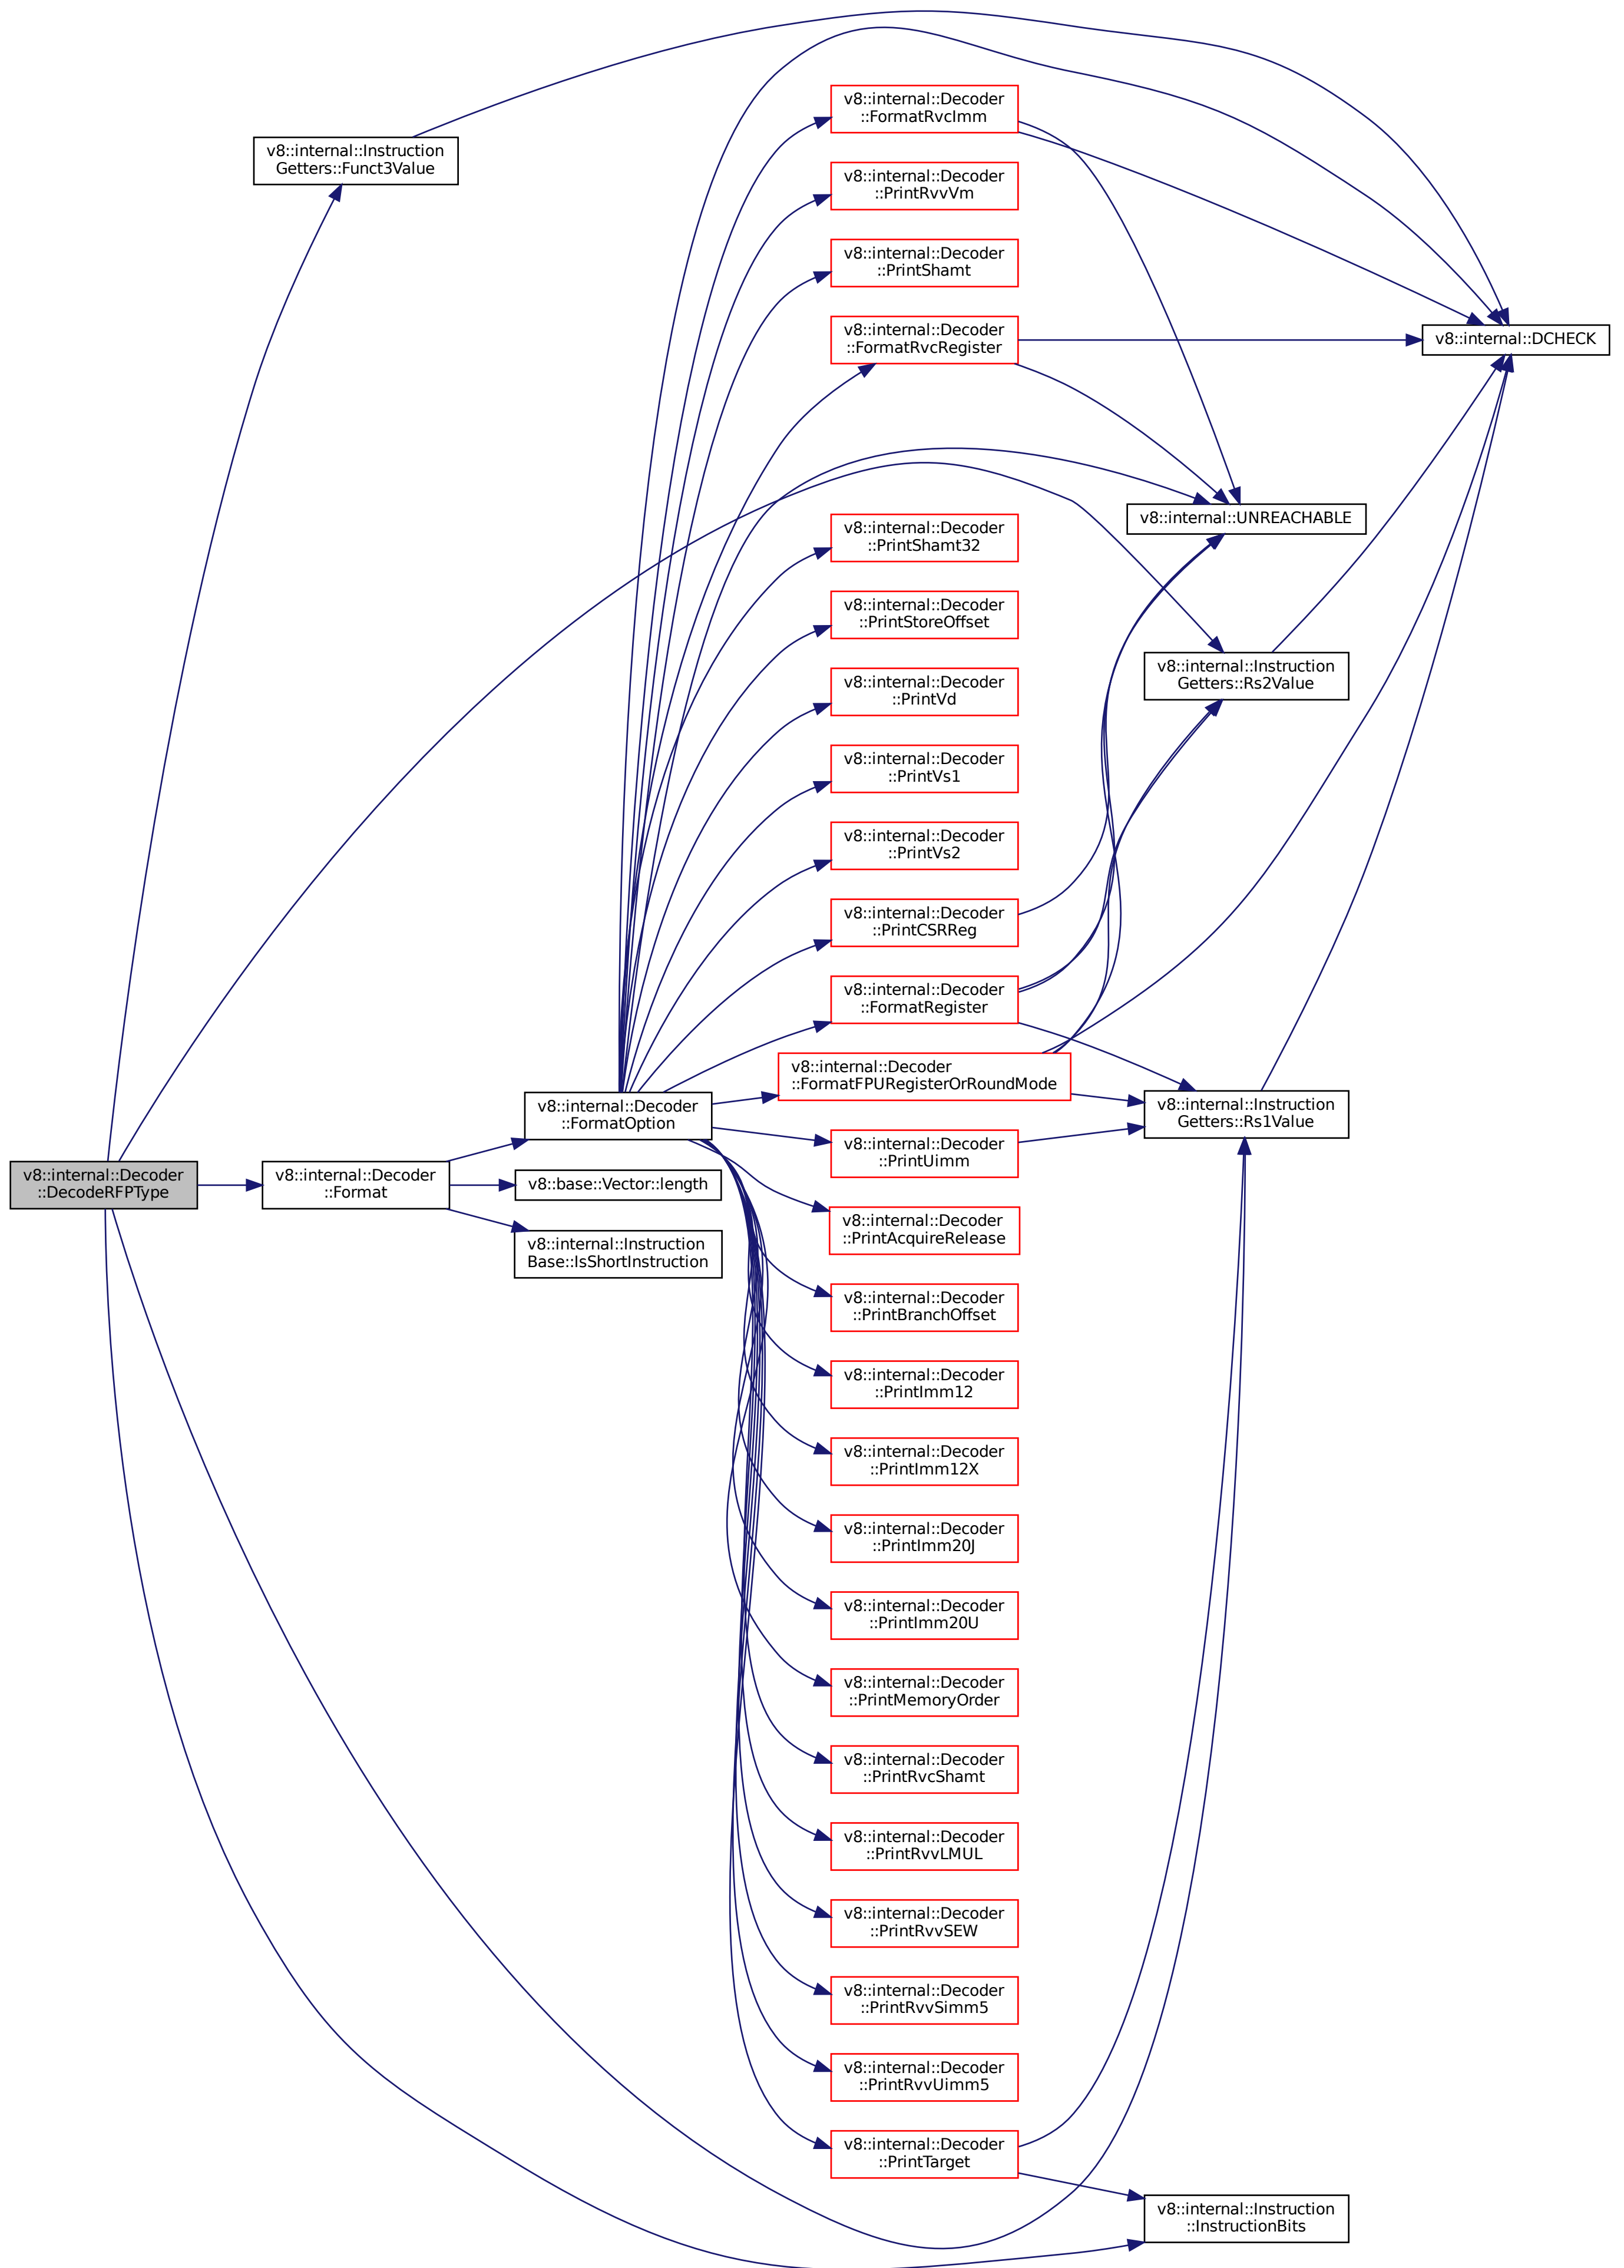 v8::internal::Decoder
::FormatRvcImm
v8::internal::Instruction
Getters::Funct3Value
v8::internal::Decoder
::PrintRvvVm
v8::internal::Decoder
::PrintShamt
v8::internal::Decoder
::FormatRvcRegister
v8::internal::DCHECK
v8::internal::UNREACHABLE
v8::internal::Decoder
::PrintShamt32
v8::internal::Decoder
::PrintStoreOffset
v8::internal::Instruction
Getters::Rs2Value
v8::internal::Decoder
::PrintVd
v8::internal::Decoder
::PrintVs1
v8::internal::Decoder
::PrintVs2
v8::internal::Decoder
::PrintCSRReg
v8::internal::Decoder
::FormatRegister
v8::internal::Decoder
::FormatFPURegisterOrRoundMode
v8::internal::Decoder
::FormatOption
v8::internal::Instruction
Getters::Rs1Value
v8::internal::Decoder
::PrintUimm
v8::internal::Decoder
::DecodeRFPType
v8::internal::Decoder
::Format
v8::base::Vector::length
v8::internal::Decoder
::PrintAcquireRelease
v8::internal::Instruction
Base::IsShortInstruction
v8::internal::Decoder
::PrintBranchOffset
v8::internal::Decoder
::PrintImm12
v8::internal::Decoder
::PrintImm12X
v8::internal::Decoder
::PrintImm20J
v8::internal::Decoder
::PrintImm20U
v8::internal::Decoder
::PrintMemoryOrder
v8::internal::Decoder
::PrintRvcShamt
v8::internal::Decoder
::PrintRvvLMUL
v8::internal::Decoder
::PrintRvvSEW
v8::internal::Decoder
::PrintRvvSimm5
v8::internal::Decoder
::PrintRvvUimm5
v8::internal::Decoder
::PrintTarget
v8::internal::Instruction
::InstructionBits